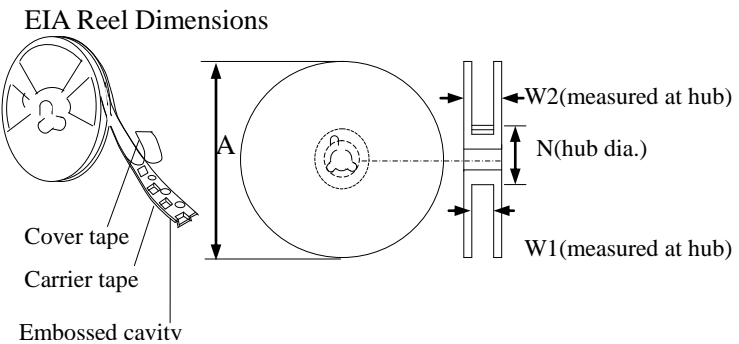 EIA Reel Dimensions
W2(measured at hub)
A
N(hub dia.)
Cover tape
W1(measured at hub)
Carrier tape
Embossed cavity